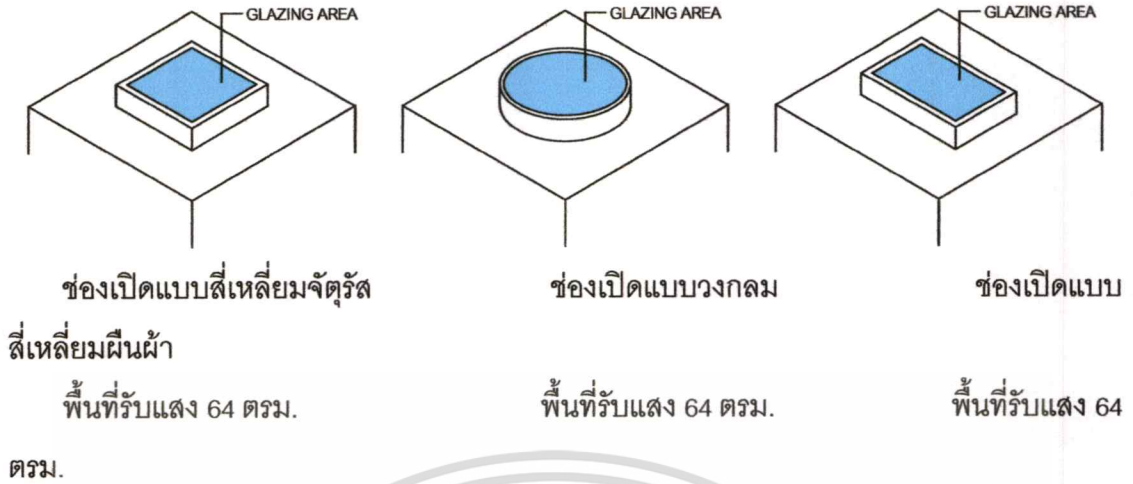 GLAZING AREA GLAZING AREA GLAZING AREA
ช่องเปิดแบบสี่เหลี่ยมจัตุรัส ช่องเปิดแบบวงกลม ช่องเปิดแบบ
สี่เหลี่ยมผืนผ้า
พื้นที่รับแสง 64 ตรม. พื้นที่รับแสง 64 ตรม. พื้นที่รับแสง 64
ตรม.